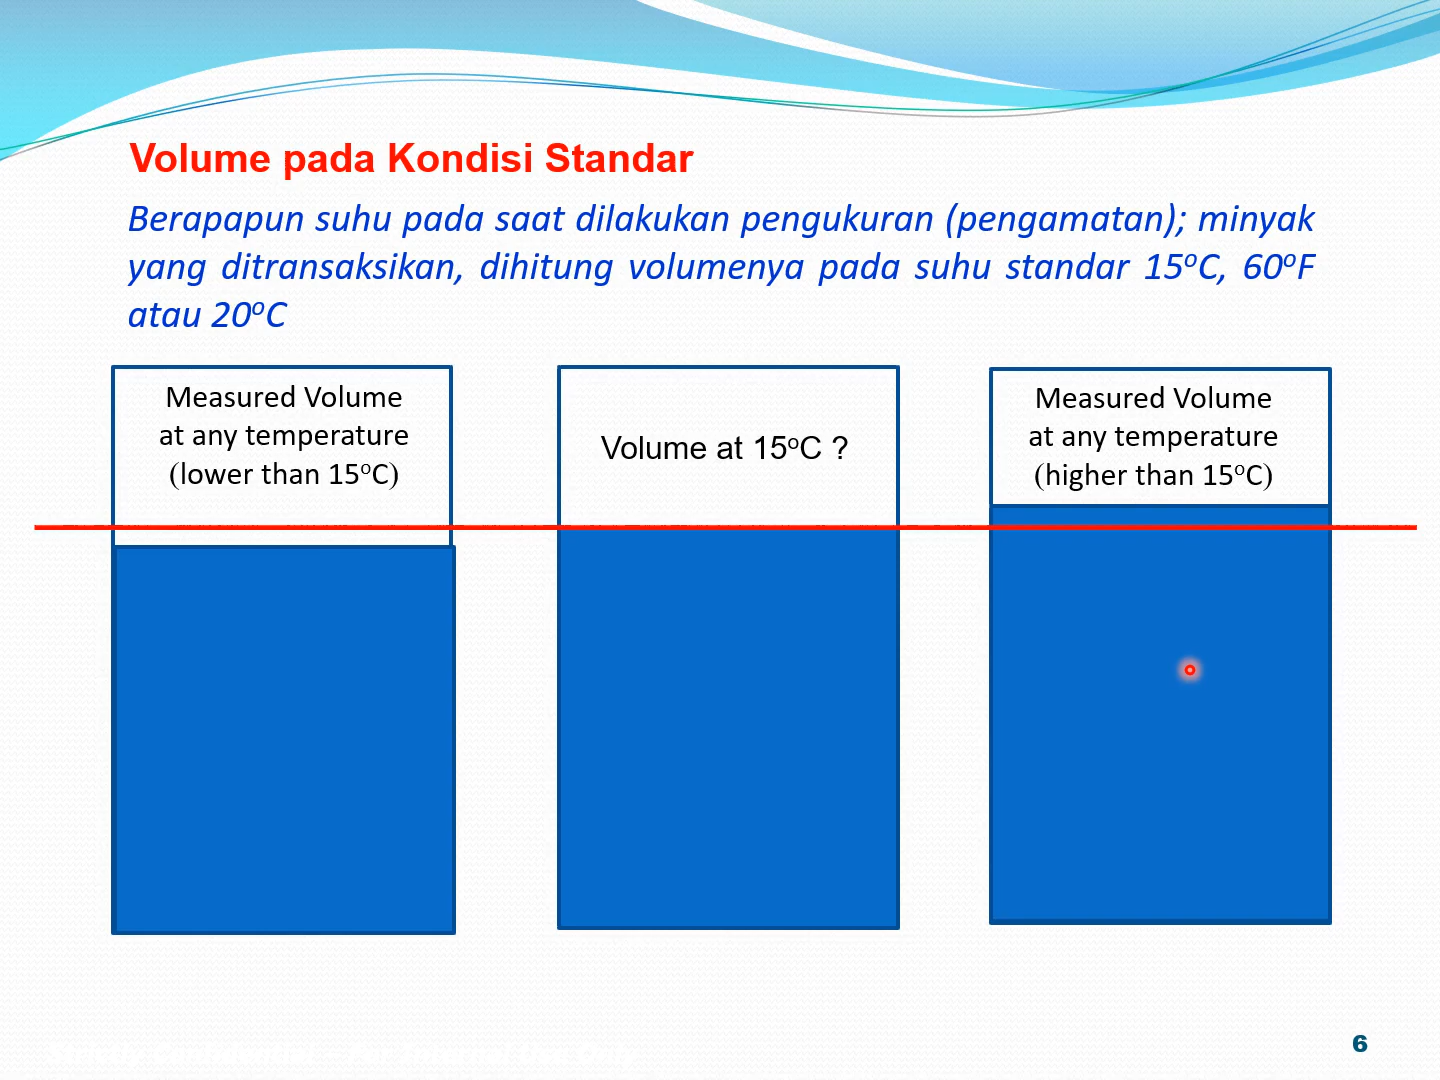 Volume pada Kondisi Standar
Berapapun suhu pada saat dilakukan pengukuran (pengamatan); minyak
yang ditransaksikan, dihitung volumenya pada suhu standar 15ºC, 60ºF
atau 20ºC
Measured Volume
at any temperature
(lower than 15ºC)
Volume at 15ºC ?
Measured Volume
at any temperature
(higher than 15ºC)
6